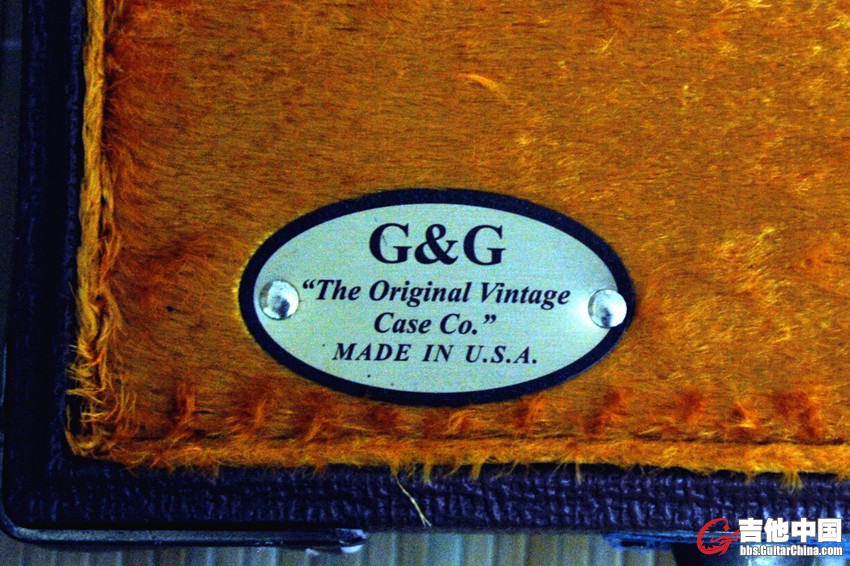 G&G
“The Original Vintage
Case Co.”
MADE IN U.S.A.
吉他中国
bbs.GuitarChina.com